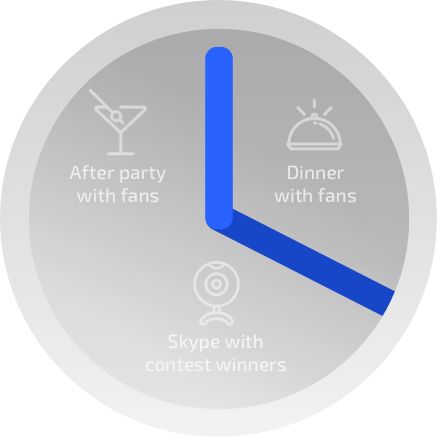 After party
with fans
Dinner
with fans
Skype with
contest winners